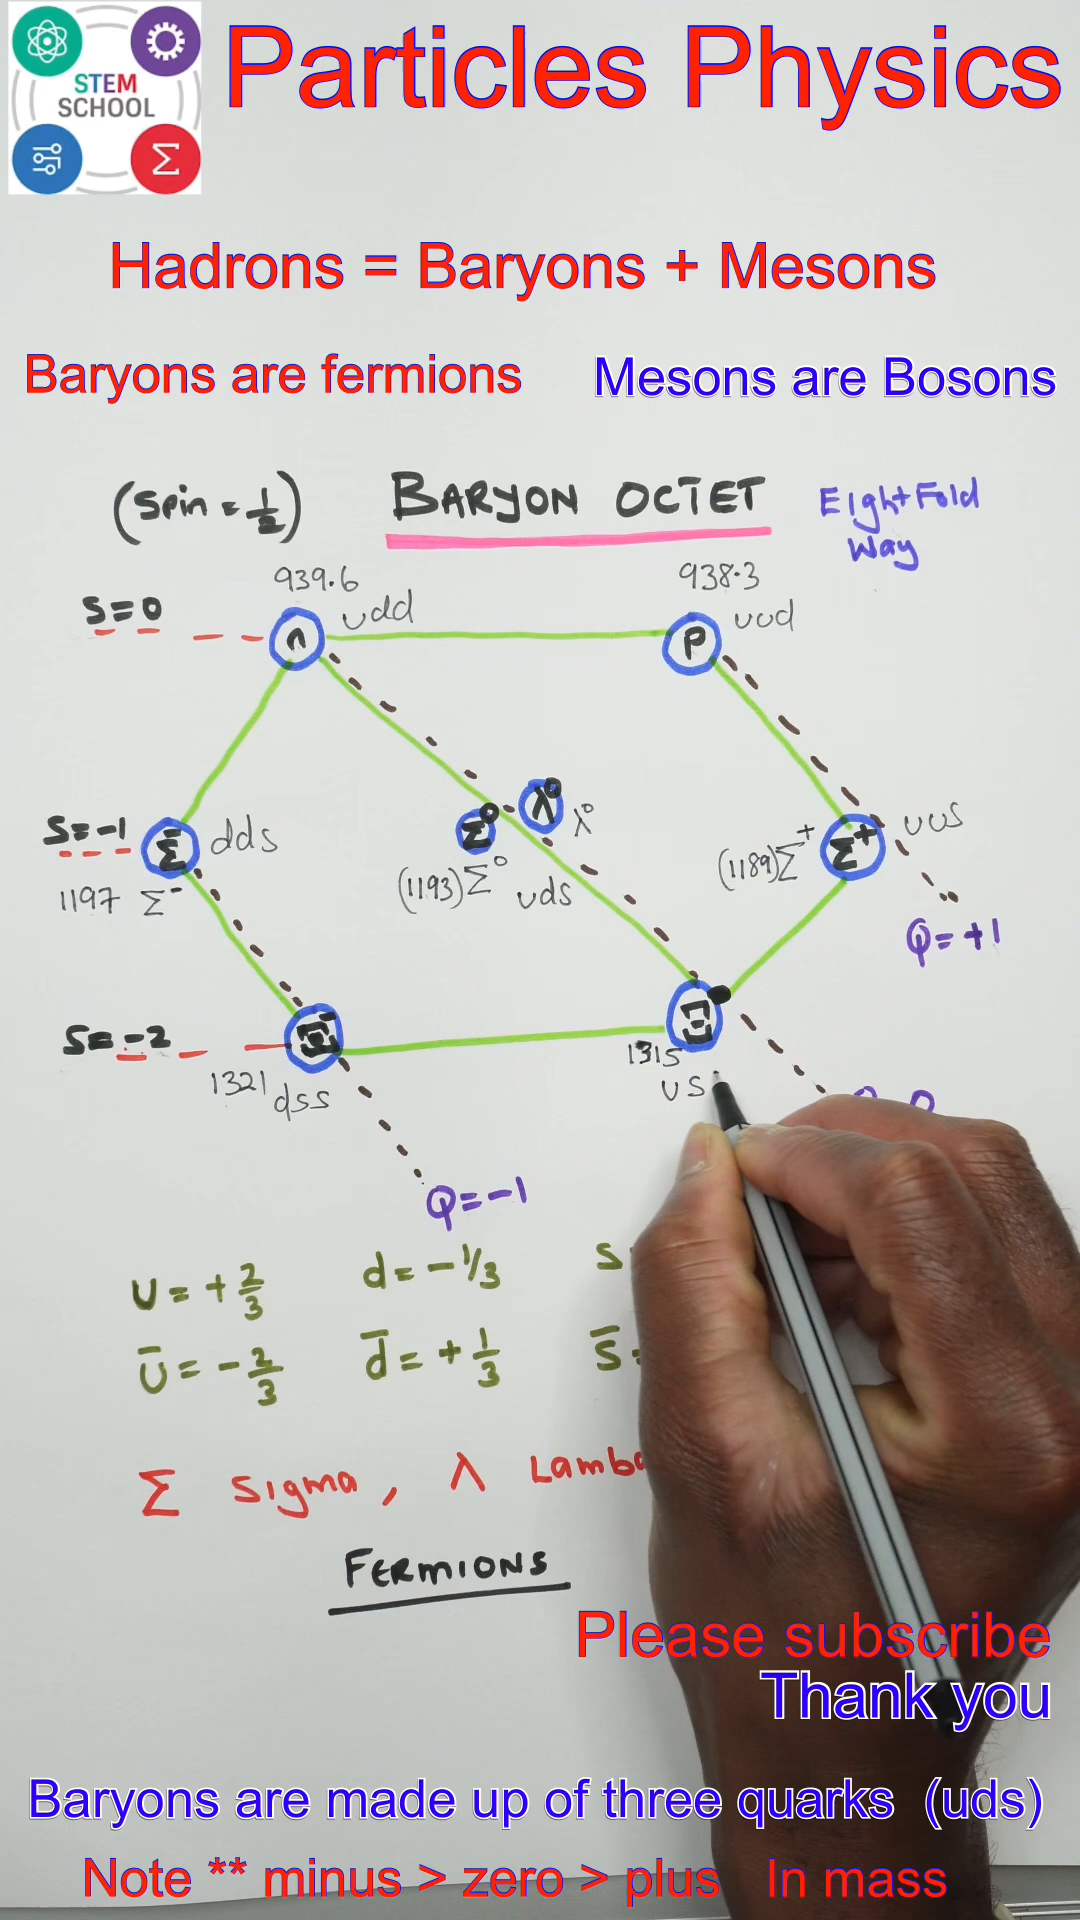 STEM
SCHOOL
Particles Physics
Hadrons = Baryons + Mesons
Baryons are fermions
Mesons are Bosons
(Spin = 1/2)
BARYON OCTET
Eight Fold
Way
939.6
938.3
S=0
n
udd
P
uud
S=-1
Σ⁻
dds
Σ⁰
λ⁰
λ⁰
(1189)Σ⁺
Σ⁺
uus
1197 Σ⁻
(1193)Σ⁰
uds
Q=+1
S=-2
Ξ⁻
Ξ
1321
dss
1315
us
Q=-1
U=+2/3
d=-1/3
S
Ū=-2/3
d̄=+1/3
S̄=
Σ Sigma, λ Lamb
FERMIONS
Please subscribe
Thank you
Baryons are made up of three quarks (uds)
Note ** minus > zero > plus In mass